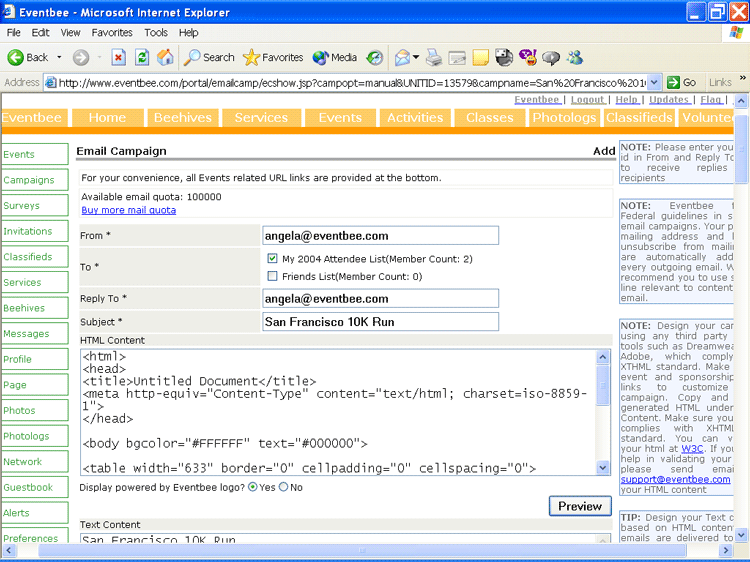 Eventbee - Microsoft Internet Explorer
File Edit View Favorites Tools Help
Back Search Favorites Media
Address http://www.eventbee.com/portal/emailcamp/ecshow.jsp?campopt=manual&UNITID=13579&campname=San%20Francisco%201 Go Links »
Eventbee | Logout | Help | Updates | Flag |
Eventbee Home Beehives Services Events Activities Classes Photologs Classifieds Volunte
Events
Campaigns
Surveys
Invitations
Classifieds
Services
Beehives
Messages
Profile
Page
Photos
Photologs
Network
Guestbook
Alerts
Preferences
Email Campaign Add
For your convenience, all Events related URL links are provided at the bottom.
Available email quota: 100000
Buy more mail quota
From * angela@eventbee.com
To * My 2004 Attendee List(Member Count: 2)
Friends List(Member Count: 0)
Reply To * angela@eventbee.com
Subject * San Francisco 10K Run
HTML Content
<html>
<head>
<title>Untitled Document</title>
<meta http-equiv="Content-Type" content="text/html; charset=iso-8859-
1">
</head>
<body bgcolor="#FFFFFF" text="#000000">
<table width="633" border="0" cellpadding="0" cellspacing="0">
Display powered by Eventbee logo? Yes No
Preview
Text Content
San Francisco 10K Run
NOTE: Please enter you
id in From and Reply To
to receive replies
recipients
NOTE: Eventbee f
Federal guidelines in s
email campaigns. Your p
mailing address and l
unsubscribe from mailin
are automatically add
every outgoing email. W
recommend you to use s
line relevant to content
email.
NOTE: Design your car
using any third party
tools such as Dreamwea
Adobe, which comply
XTHML standard. Make
event and sponsorship
links to customize
campaign. Copy and
generated HTML under
Content. Make sure you
complies with XHTML
standard. You can v
your html at W3C. If you
help in validating your
please send emai
support@eventbee.com
your HTML content
TIP: Design your Text c
based on HTML content
emails are delivered to